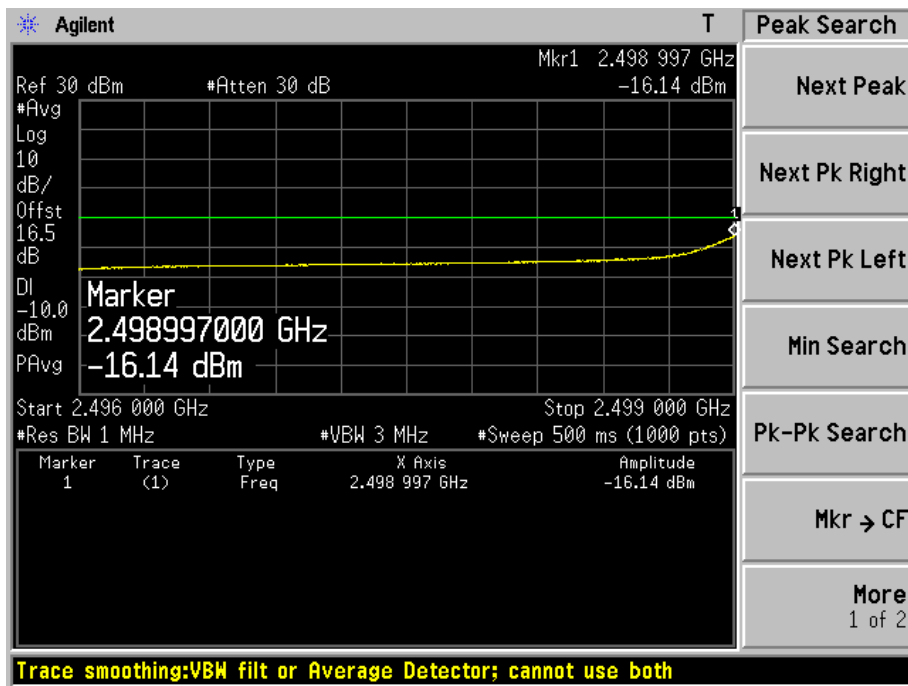 Agilent
T
Peak Search
Mkr1 2.498 997 GHz
Ref 30 dBm #Atten 30 dB -16.14 dBm
#Avg
Log
10
dB/
Offst
16.5
dB
DI
-10.0
dBm
PAvg
1
Marker
2.498997000 GHz
-16.14 dBm
Start 2.496 000 GHz Stop 2.499 000 GHz
#Res BW 1 MHz #VBW 3 MHz #Sweep 500 ms (1000 pts)
Marker Trace Type X Axis Amplitude
1 (1) Freq 2.498 997 GHz -16.14 dBm
Next Peak
Next Pk Right
Next Pk Left
Min Search
Pk-Pk Search
Mkr → CF
More
1 of 2
Trace smoothing:VBW filt or Average Detector; cannot use both